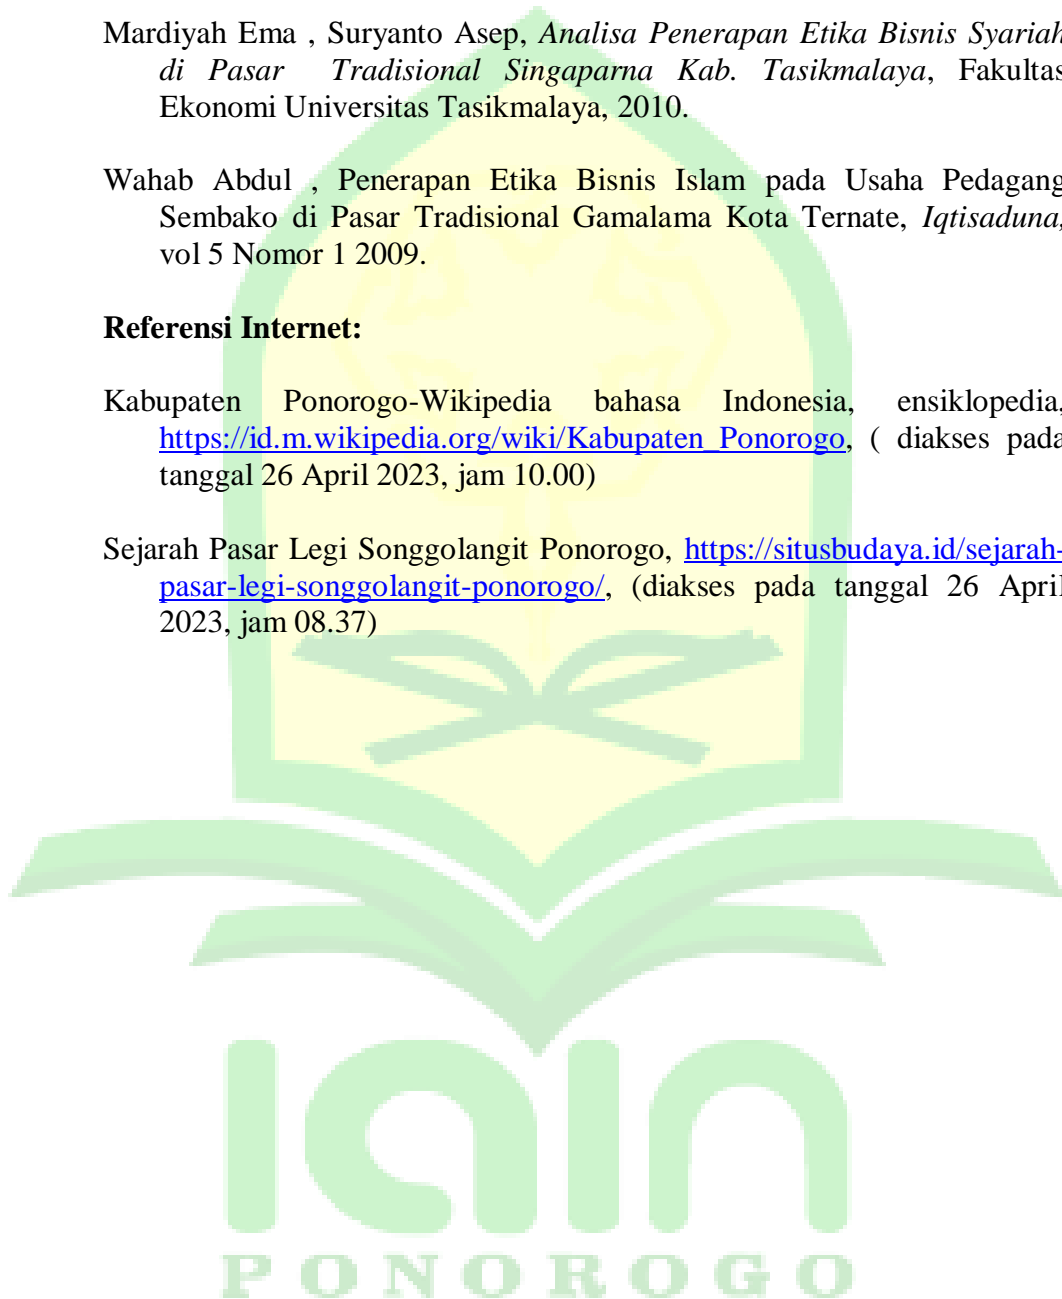 Mardiyah Ema , Suryanto Asep, Analisa Penerapan Etika Bisnis Syariah
di Pasar Tradisional Singaparna Kab. Tasikmalaya, Fakultas
Ekonomi Universitas Tasikmalaya, 2010.
Wahab Abdul , Penerapan Etika Bisnis Islam pada Usaha Pedagang
Sembako di Pasar Tradisional Gamalama Kota Ternate, Iqtisaduna,
vol 5 Nomor 1 2009.
Referensi Internet:
Kabupaten Ponorogo-Wikipedia bahasa Indonesia, ensiklopedia,
https://id.m.wikipedia.org/wiki/Kabupaten_Ponorogo, ( diakses pada
tanggal 26 April 2023, jam 10.00)
Sejarah Pasar Legi Songgolangit Ponorogo, https://situsbudaya.id/sejarah-
pasar-legi-songgolangit-ponorogo/, (diakses pada tanggal 26 April
2023, jam 08.37)
iain
PONOROGO